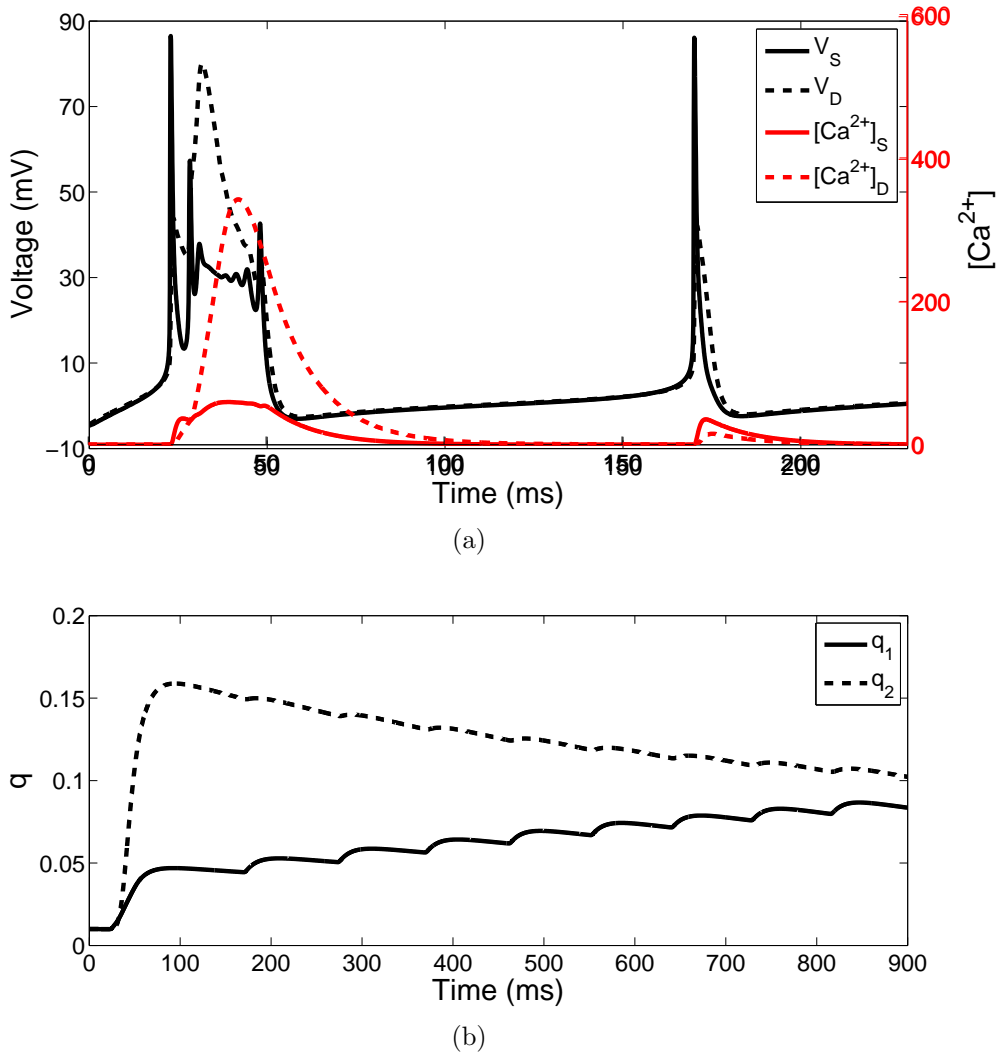 90
70
50
30
10
−10
Voltage (mV)
600
400
200
0
[Ca²⁺]
V_S
V_D
[Ca²⁺]_S
[Ca²⁺]_D
0 50 100 150 200
Time (ms)
(a)
0.2
0.15
0.1
0.05
0
q
q_1
q_2
0 100 200 300 400 500 600 700 800 900
Time (ms)
(b)